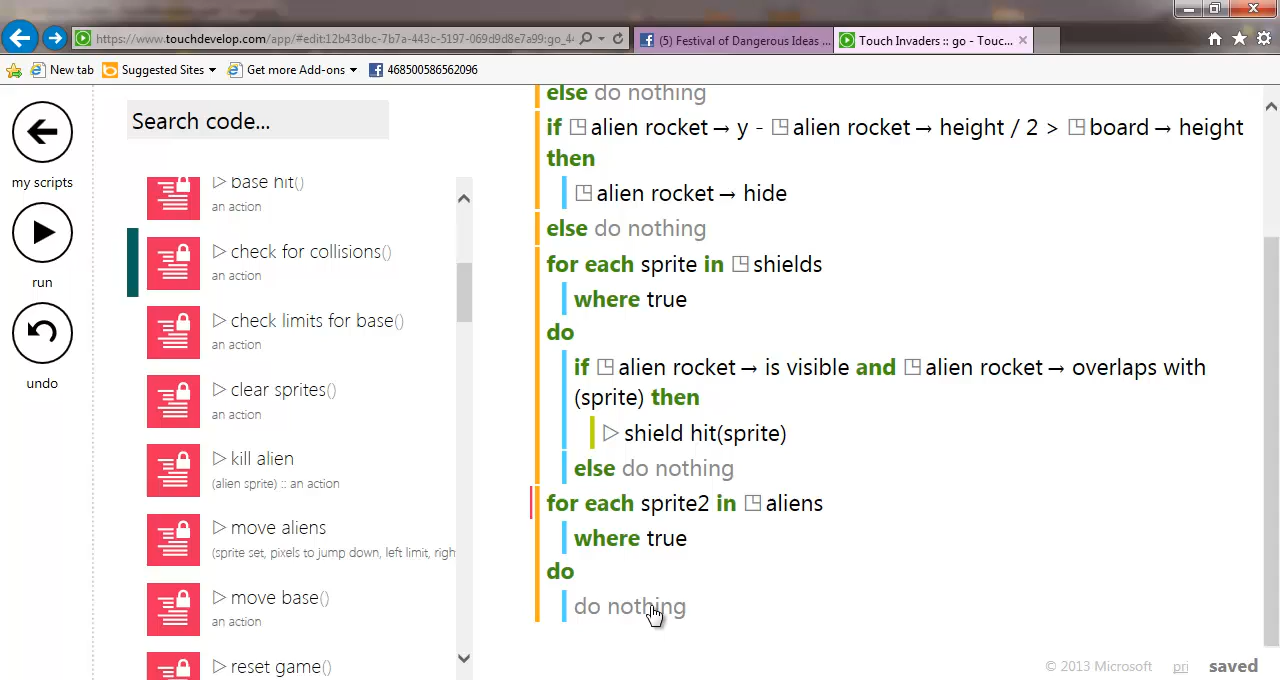 https://www.touchdevelop.com/app/#edit:12b43dbc-7b7a-443c-5197-069d9d8e7a99:go_4
(5) Festival of Dangerous Ideas ...
Touch Invaders :: go - Touc...
New tab
Suggested Sites
Get more Add-ons
468500586562096
my scripts
run
undo
Search code...
base hit()
an action
check for collisions()
an action
check limits for base()
an action
clear sprites()
an action
kill alien
(alien sprite) :: an action
move aliens
(sprite set, pixels to jump down, left limit, righ
move base()
an action
reset game()
else do nothing
if alien rocket → y - alien rocket → height / 2 > board → height
then
alien rocket → hide
else do nothing
for each sprite in shields
where true
do
if alien rocket → is visible and alien rocket → overlaps with
(sprite) then
shield hit(sprite)
else do nothing
for each sprite2 in aliens
where true
do
do nothing
© 2013 Microsoft pri saved